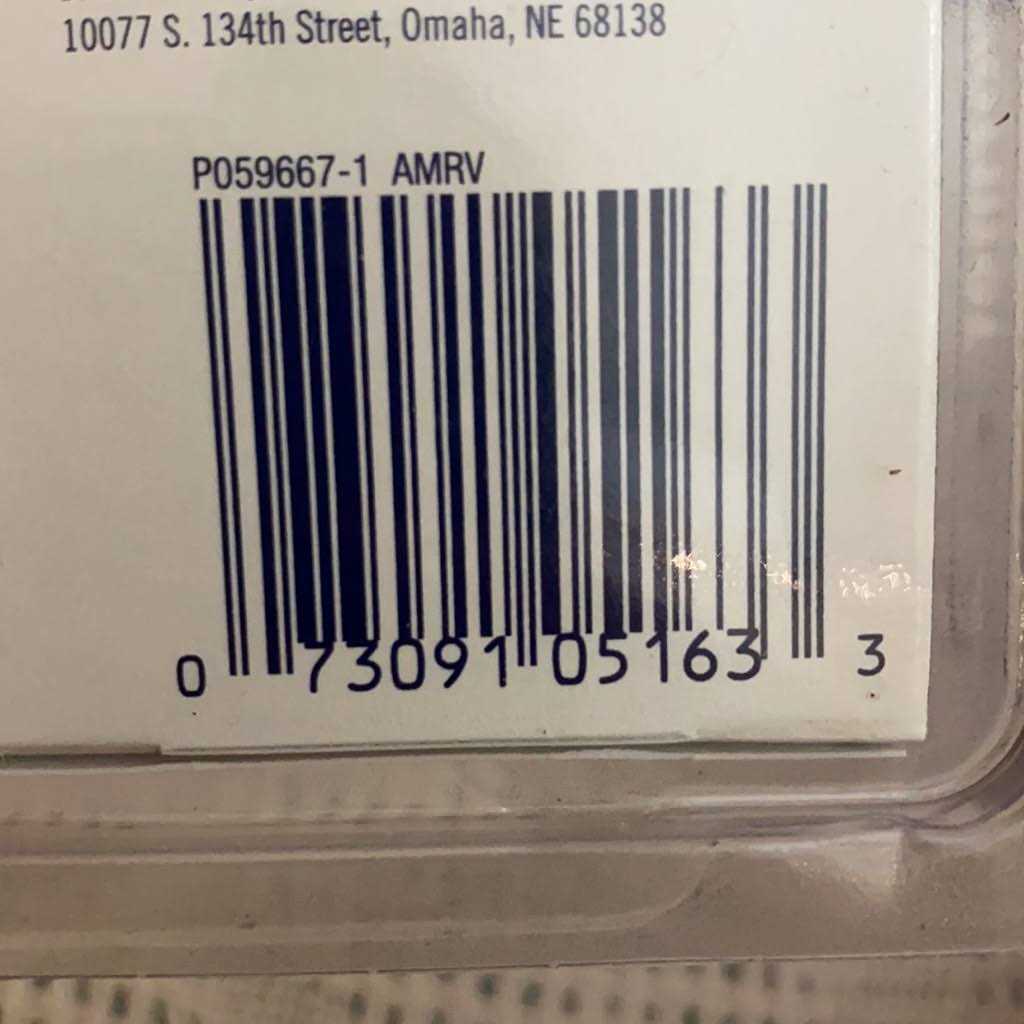 10077 S. 134th Street, Omaha, NE 68138
P059667-1 AMRV
0 73091 05163 3